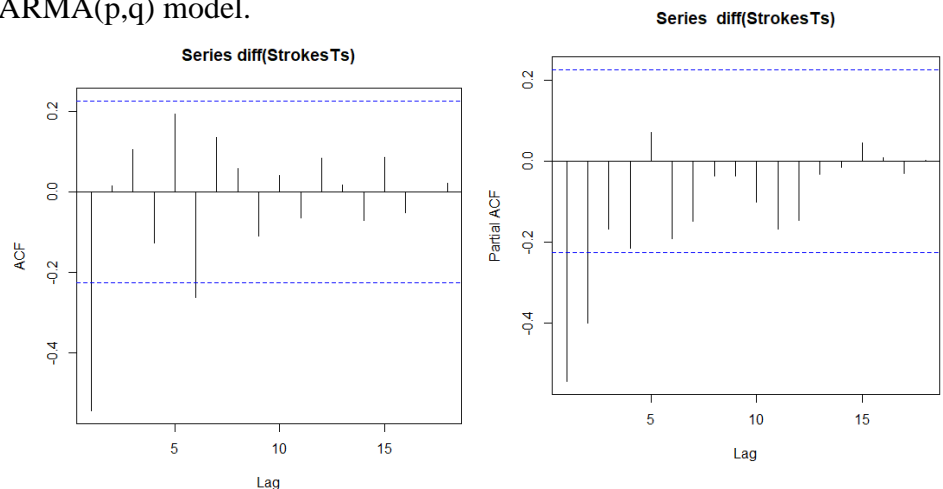 ARMA(p,q) model.
Series diff(StrokesTs)
ACF
0.2
0.0
-0.2
-0.4
5
10
15
Lag
Series diff(StrokesTs)
Partial ACF
0.2
0.0
-0.2
-0.4
5
10
15
Lag